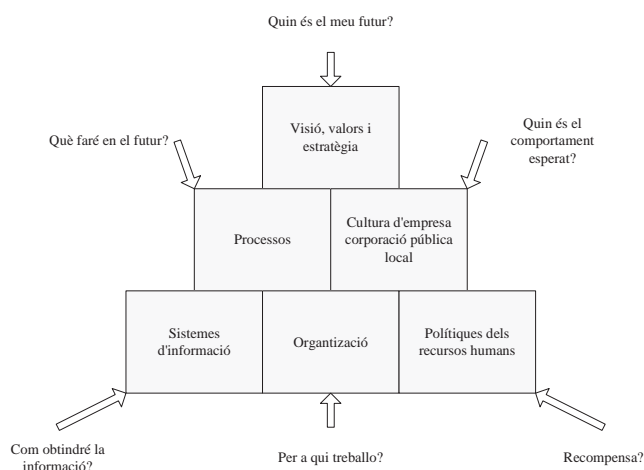 Quin és el meu futur?
Visió, valors i
estratègia
Què faré en el futur?
Quin és el
comportament
esperat?
Processos
Cultura d'empresa
corporació pública
local
Sistemes
d'informació
Organtizació
Polítiques dels
recursos humans
Com obtindré la
informació?
Per a qui treballo?
Recompensa?